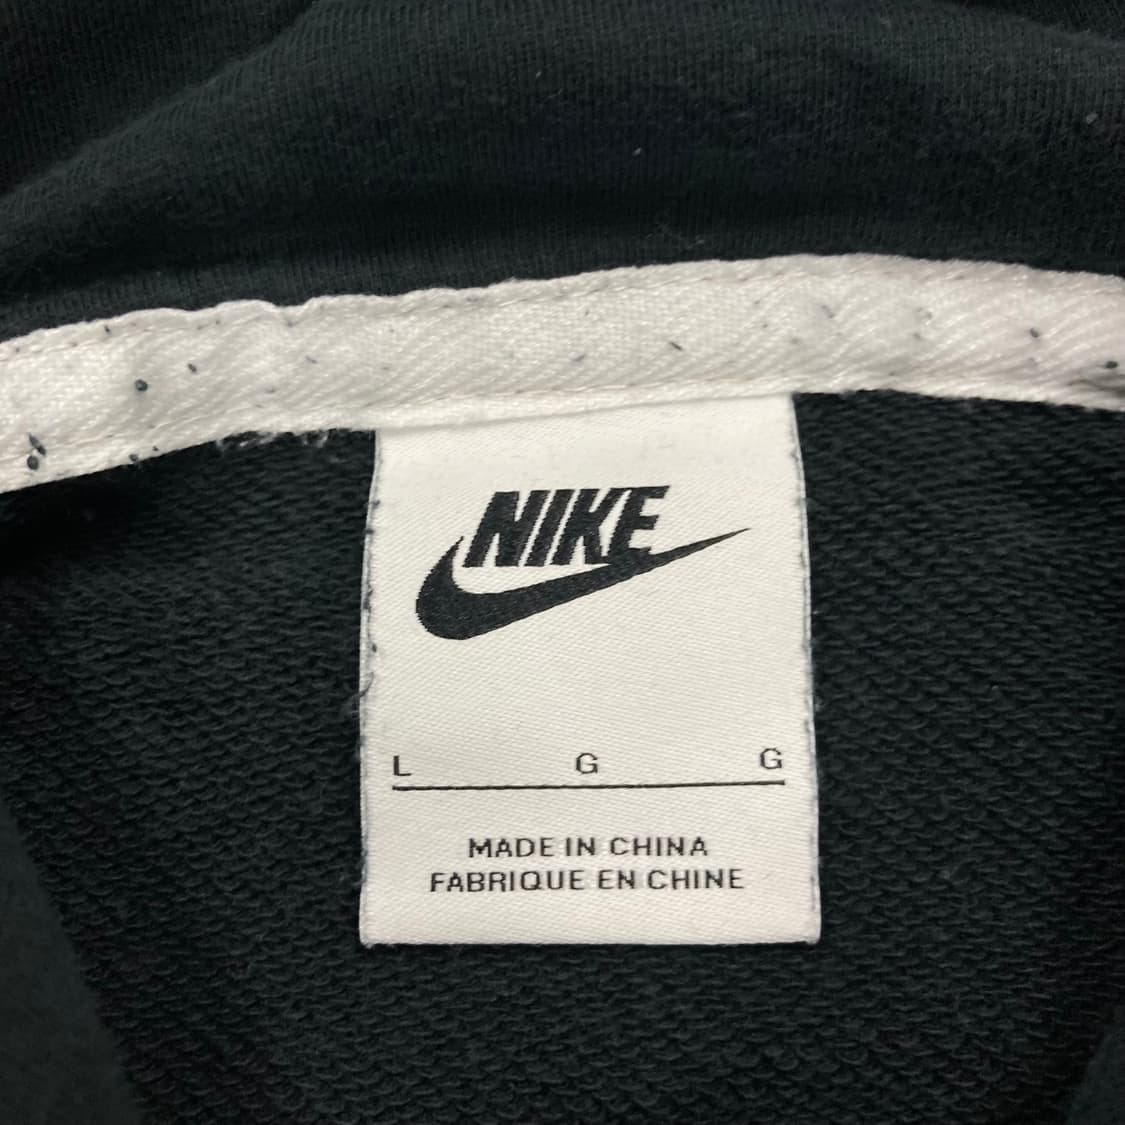 NIKE
L G G
MADE IN CHINA
FABRIQUE EN CHINE